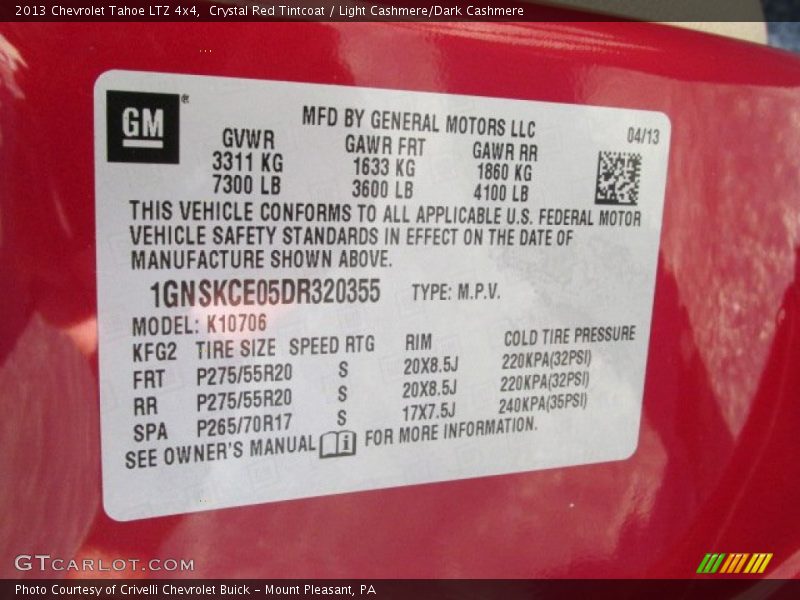 2013 Chevrolet Tahoe LTZ 4x4,  Crystal Red Tintcoat / Light Cashmere/Dark Cashmere
GM®
MFD BY GENERAL MOTORS LLC
04/13
GVWR GAWR FRT GAWR RR
3311 KG 1633 KG 1860 KG
7300 LB 3600 LB 4100 LB
THIS VEHICLE CONFORMS TO ALL APPLICABLE U.S. FEDERAL MOTOR
VEHICLE SAFETY STANDARDS IN EFFECT ON THE DATE OF
MANUFACTURE SHOWN ABOVE.
1GNSKCE05DR320355 TYPE: M.P.V.
MODEL: K10706
KFG2 TIRE SIZE SPEED RTG RIM COLD TIRE PRESSURE
FRT P275/55R20 S 20X8.5J 220KPA(32PSI)
RR P275/55R20 S 20X8.5J 220KPA(32PSI)
SPA P265/70R17 S 17X7.5J 240KPA(35PSI)
SEE OWNER'S MANUAL i FOR MORE INFORMATION.
GTCARLOT.COM
Photo Courtesy of Crivelli Chevrolet Buick - Mount Pleasant, PA